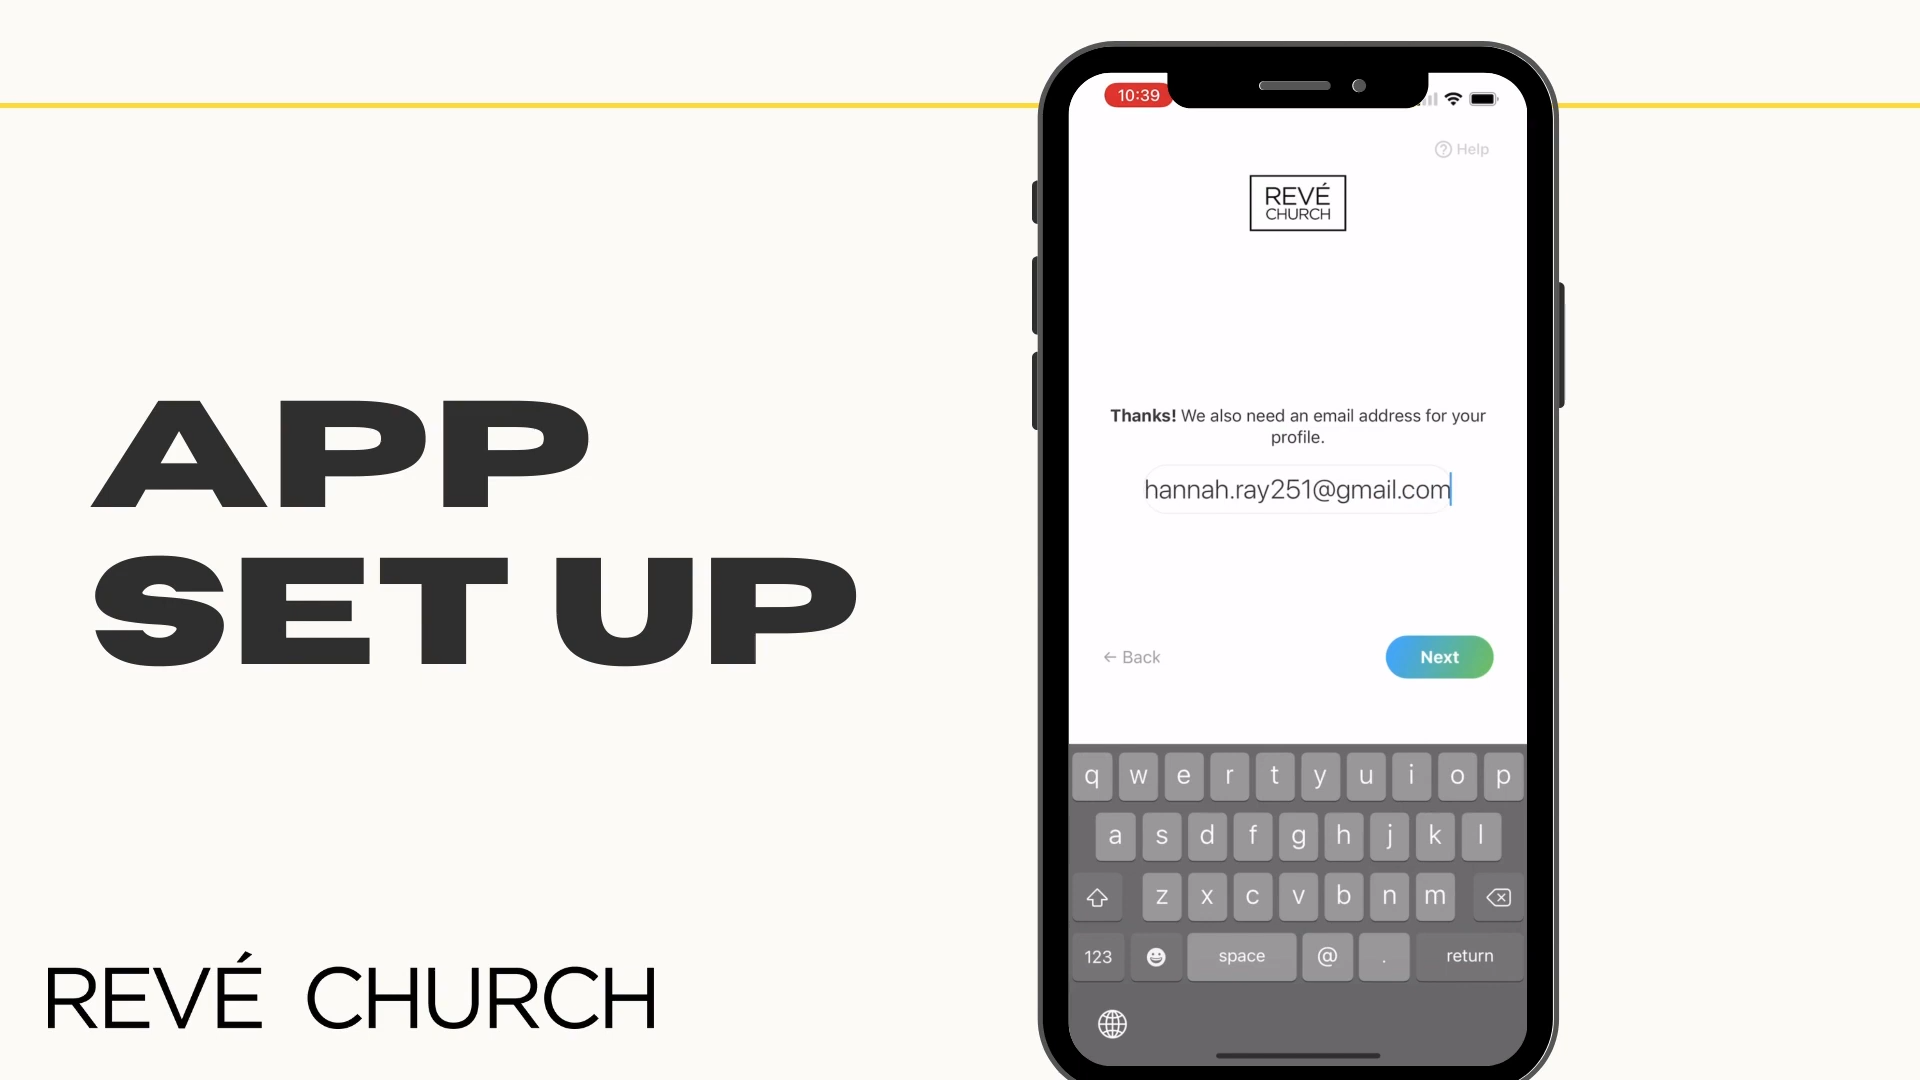 APP
SET UP
REVÉ CHURCH
10:39
Help
REVÉ
CHURCH
Thanks! We also need an email address for your
profile.
hannah.ray251@gmail.com
← Back
Next
q w e r t y u i o p
a s d f g h j k l
z x c v b n m
123 space @ . return